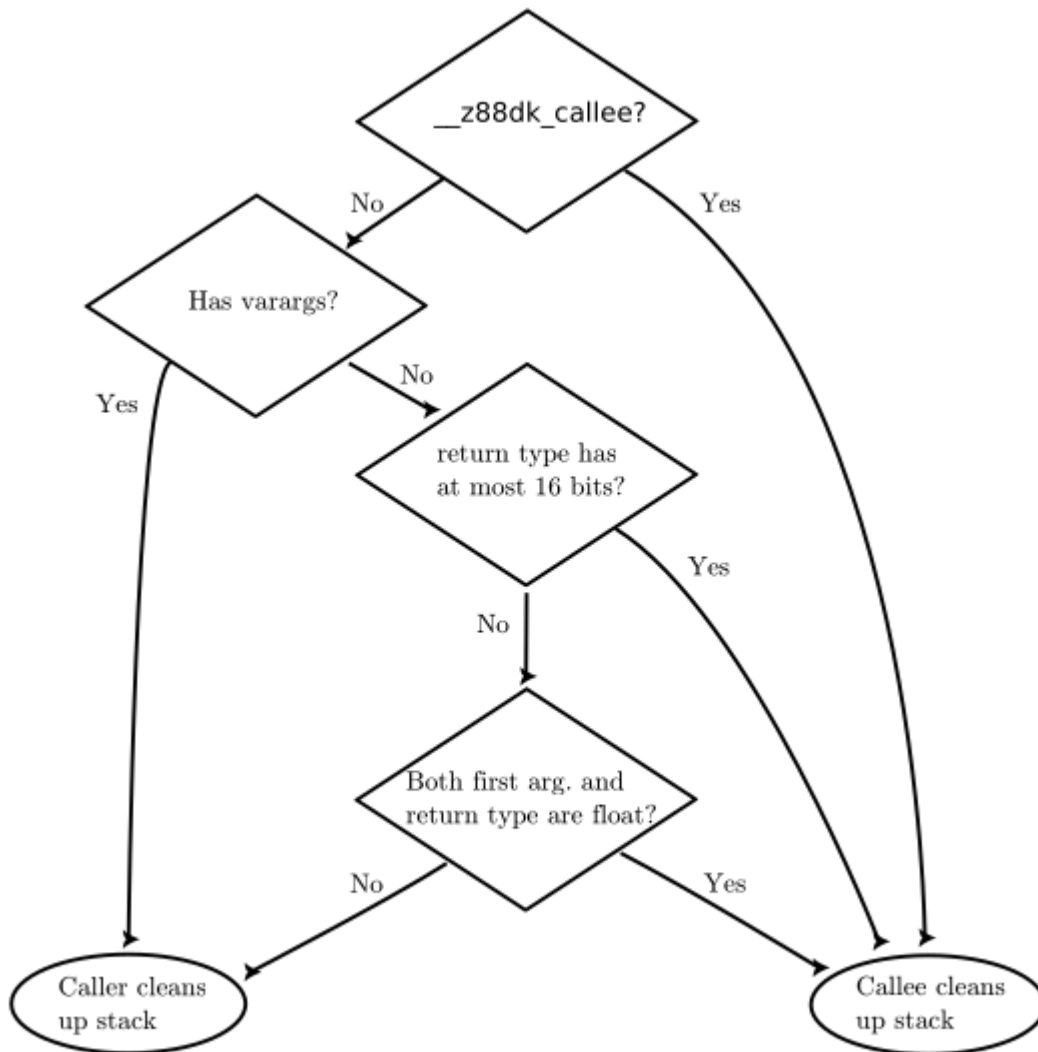 __z88dk_callee?
No
Yes
Has varargs?
No
Yes
return type has
at most 16 bits?
Yes
No
Both first arg. and
return type are float?
No
Yes
Caller cleans
up stack
Callee cleans
up stack